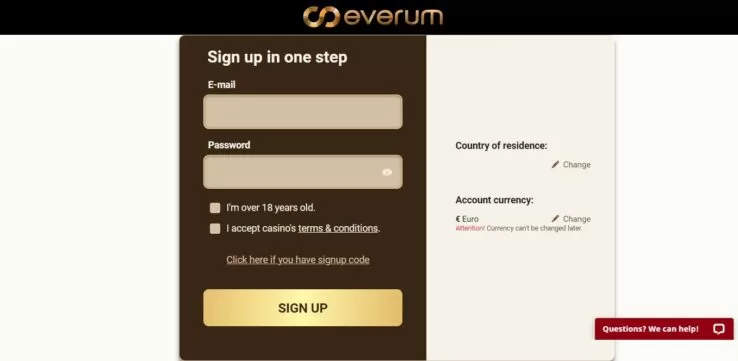 everum
Sign up in one step
E-mail
Password
I'm over 18 years old.
I accept casino's terms & conditions.
Click here if you have signup code
SIGN UP
Country of residence:
Change
Account currency:
€ Euro Change
Attention! Currency can't be changed later.
Questions? We can help!